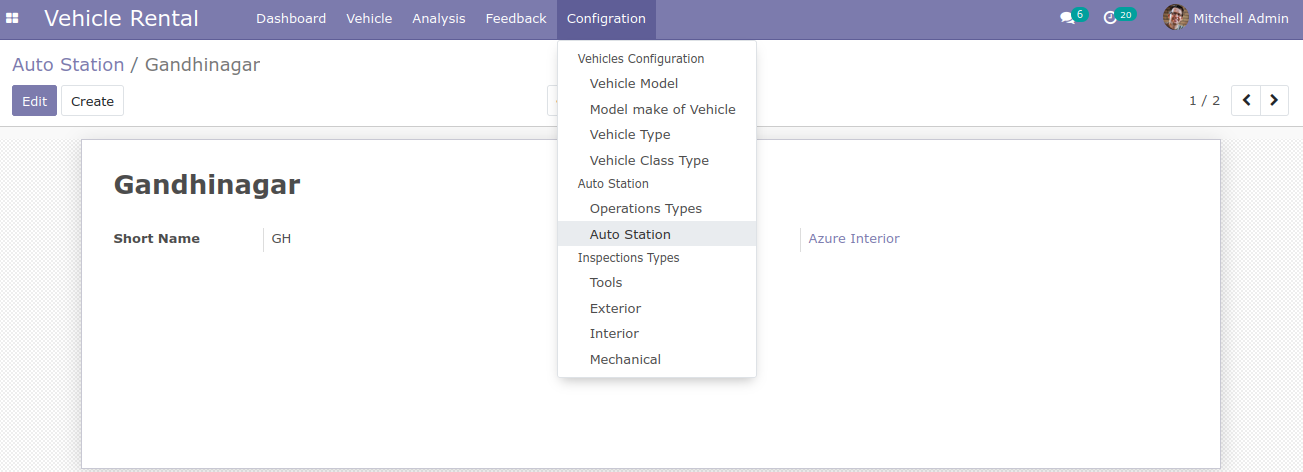 Vehicle Rental Dashboard Vehicle Analysis Feedback Configration 6 20 Mitchell Admin
Auto Station / Gandhinagar
Edit Create 1 / 2
Vehicles Configuration
Vehicle Model
Model make of Vehicle
Vehicle Type
Vehicle Class Type
Auto Station
Operations Types
Auto Station
Inspections Types
Tools
Exterior
Interior
Mechanical
Gandhinagar
Short Name GH Azure Interior